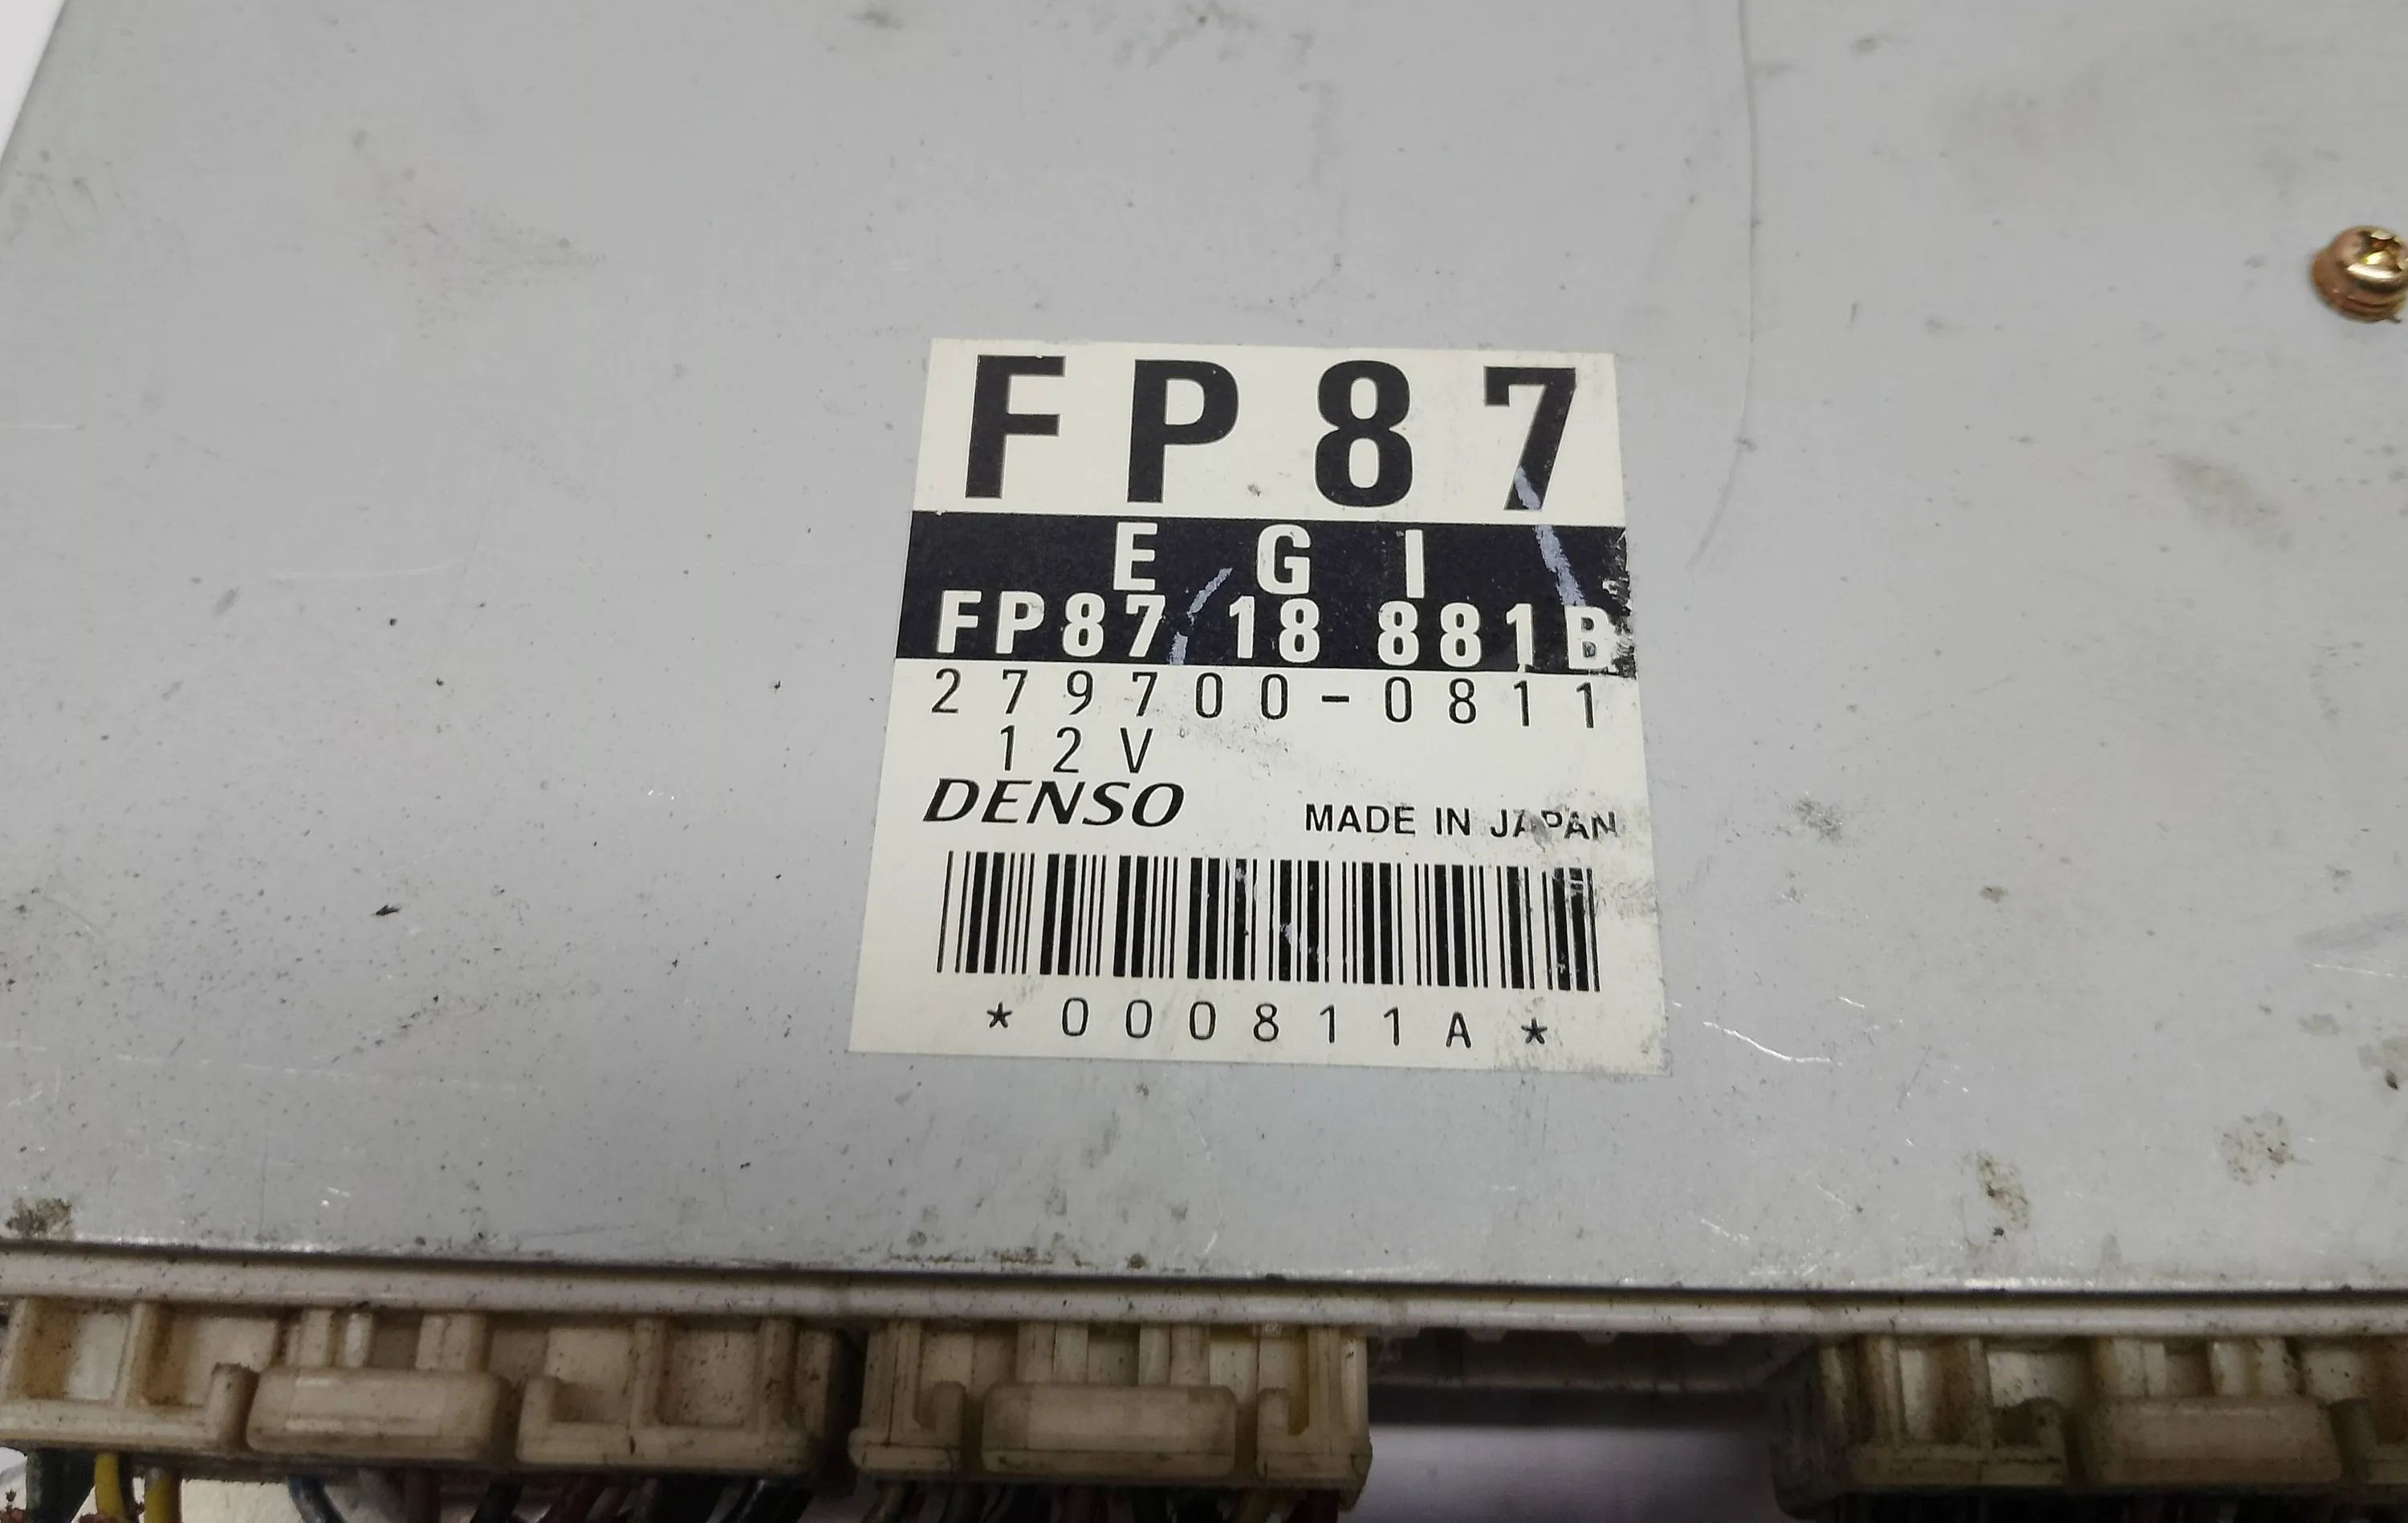 FP87
EGI
FP87 18 881B
279700-0811
12V
DENSO MADE IN JAPAN
*000811A*